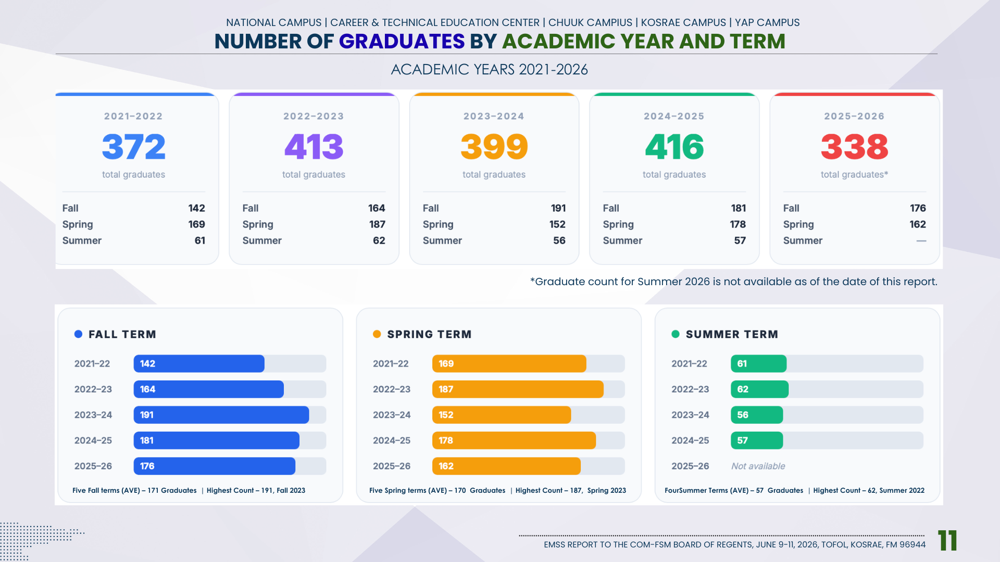 NATIONAL CAMPUS | CAREER & TECHNICAL EDUCATION CENTER | CHUUK CAMPIUS | KOSRAE CAMPUS | YAP CAMPUS
NUMBER OF GRADUATES BY ACADEMIC YEAR AND TERM
ACADEMIC YEARS 2021-2026
2021–2022
372
total graduates
Fall 142
Spring 169
Summer 61
2022–2023
413
total graduates
Fall 164
Spring 187
Summer 62
2023–2024
399
total graduates
Fall 191
Spring 152
Summer 56
2024–2025
416
total graduates
Fall 181
Spring 178
Summer 57
2025–2026
338
total graduates*
Fall 176
Spring 162
Summer —
*Graduate count for Summer 2026 is not available as of the date of this report.
FALL TERM
2021–22 142
2022–23 164
2023–24 191
2024–25 181
2025–26 176
Five Fall terms (AVE) – 171 Graduates | Highest Count – 191, Fall 2023
SPRING TERM
2021–22 169
2022–23 187
2023–24 152
2024–25 178
2025–26 162
Five Spring terms (AVE) – 170 Graduates | Highest Count – 187, Spring 2023
SUMMER TERM
2021–22 61
2022–23 62
2023–24 56
2024–25 57
2025–26 Not available
FourSummer Terms (AVE) – 57 Graduates | Highest Count – 62, Summer 2022
EMSS REPORT TO THE COM-FSM BOARD OF REGENTS, JUNE 9-11, 2026, TOFOL, KOSRAE, FM 96944
11